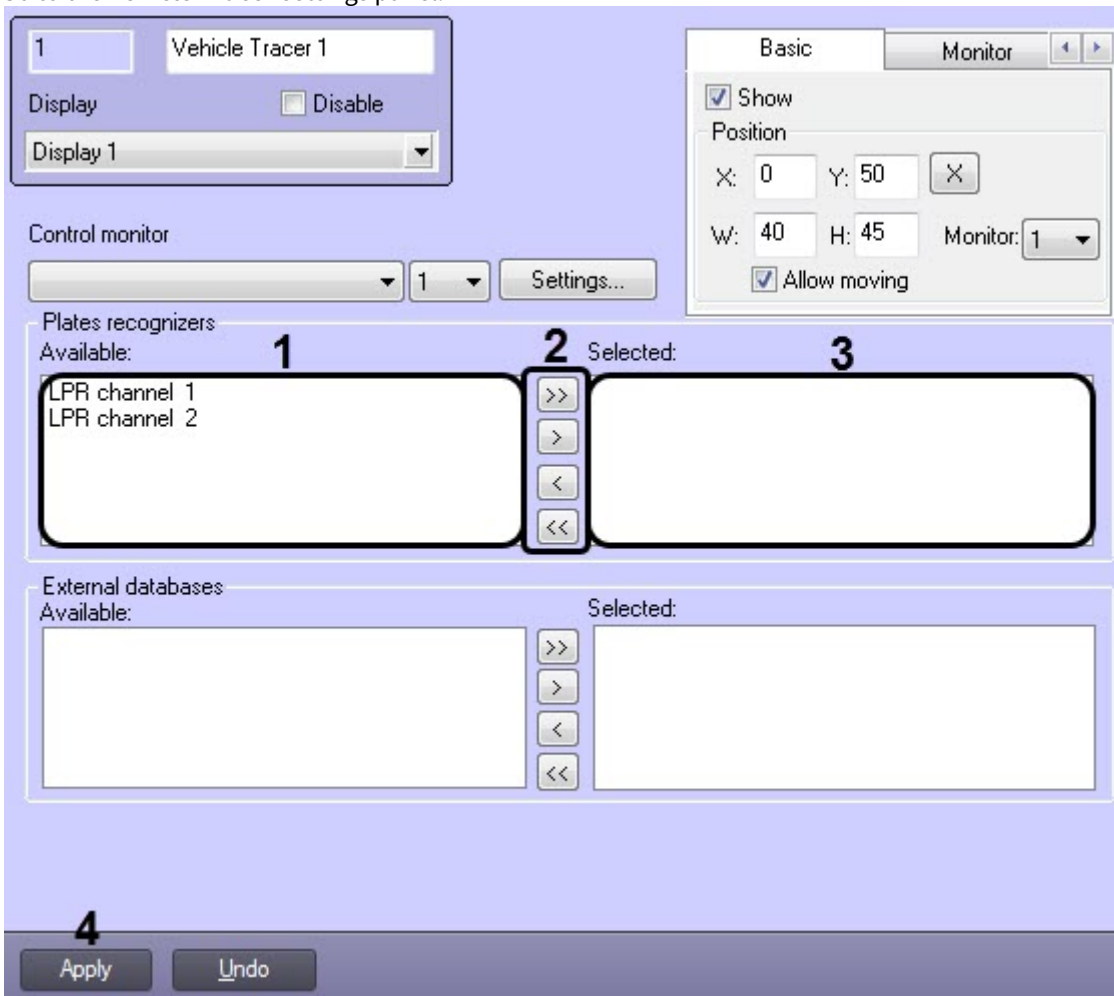 1 Vehicle Tracer 1
Display Disable
Display 1
Basic Monitor
Show
Position
X: 0 Y: 50 X
W: 40 H: 45 Monitor: 1
Allow moving
Control monitor
1 Settings...
Plates recognizers
Available: 1 2 Selected: 3
LPR channel 1
LPR channel 2
>>
>
<
<<
External databases
Available: Selected:
>>
>
<
<<
4
Apply Undo